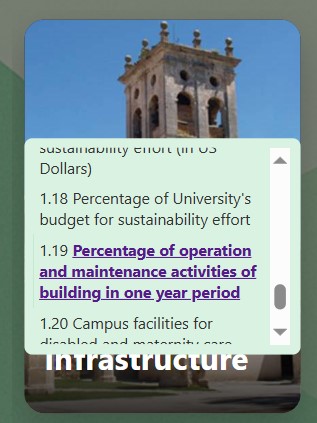 sustainability effort (in US
Dollars)
1.18 Percentage of University's
budget for sustainability effort
1.19 Percentage of operation
and maintenance activities of
building in one year period
1.20 Campus facilities for
disabled and maternity care
Infrastructure